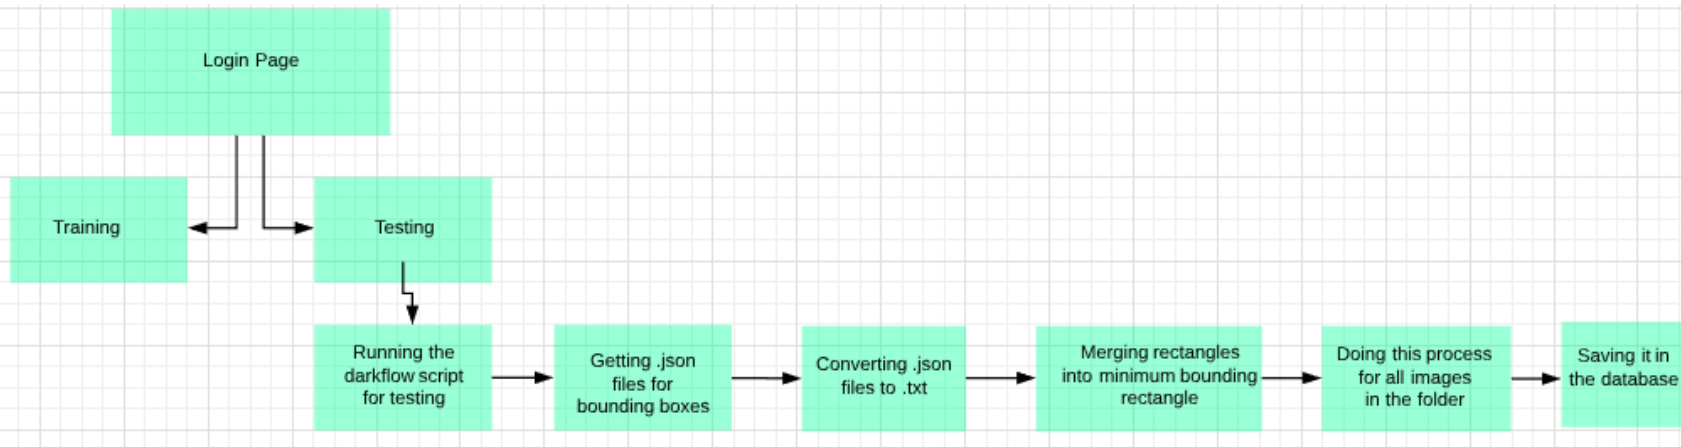 Login Page
Training
Testing
Running the
darkflow script
for testing
Getting .json
files for
bounding boxes
Converting .json
files to .txt
Merging rectangles
into minimum bounding
rectangle
Doing this process
for all images
in the folder
Saving it in
the database